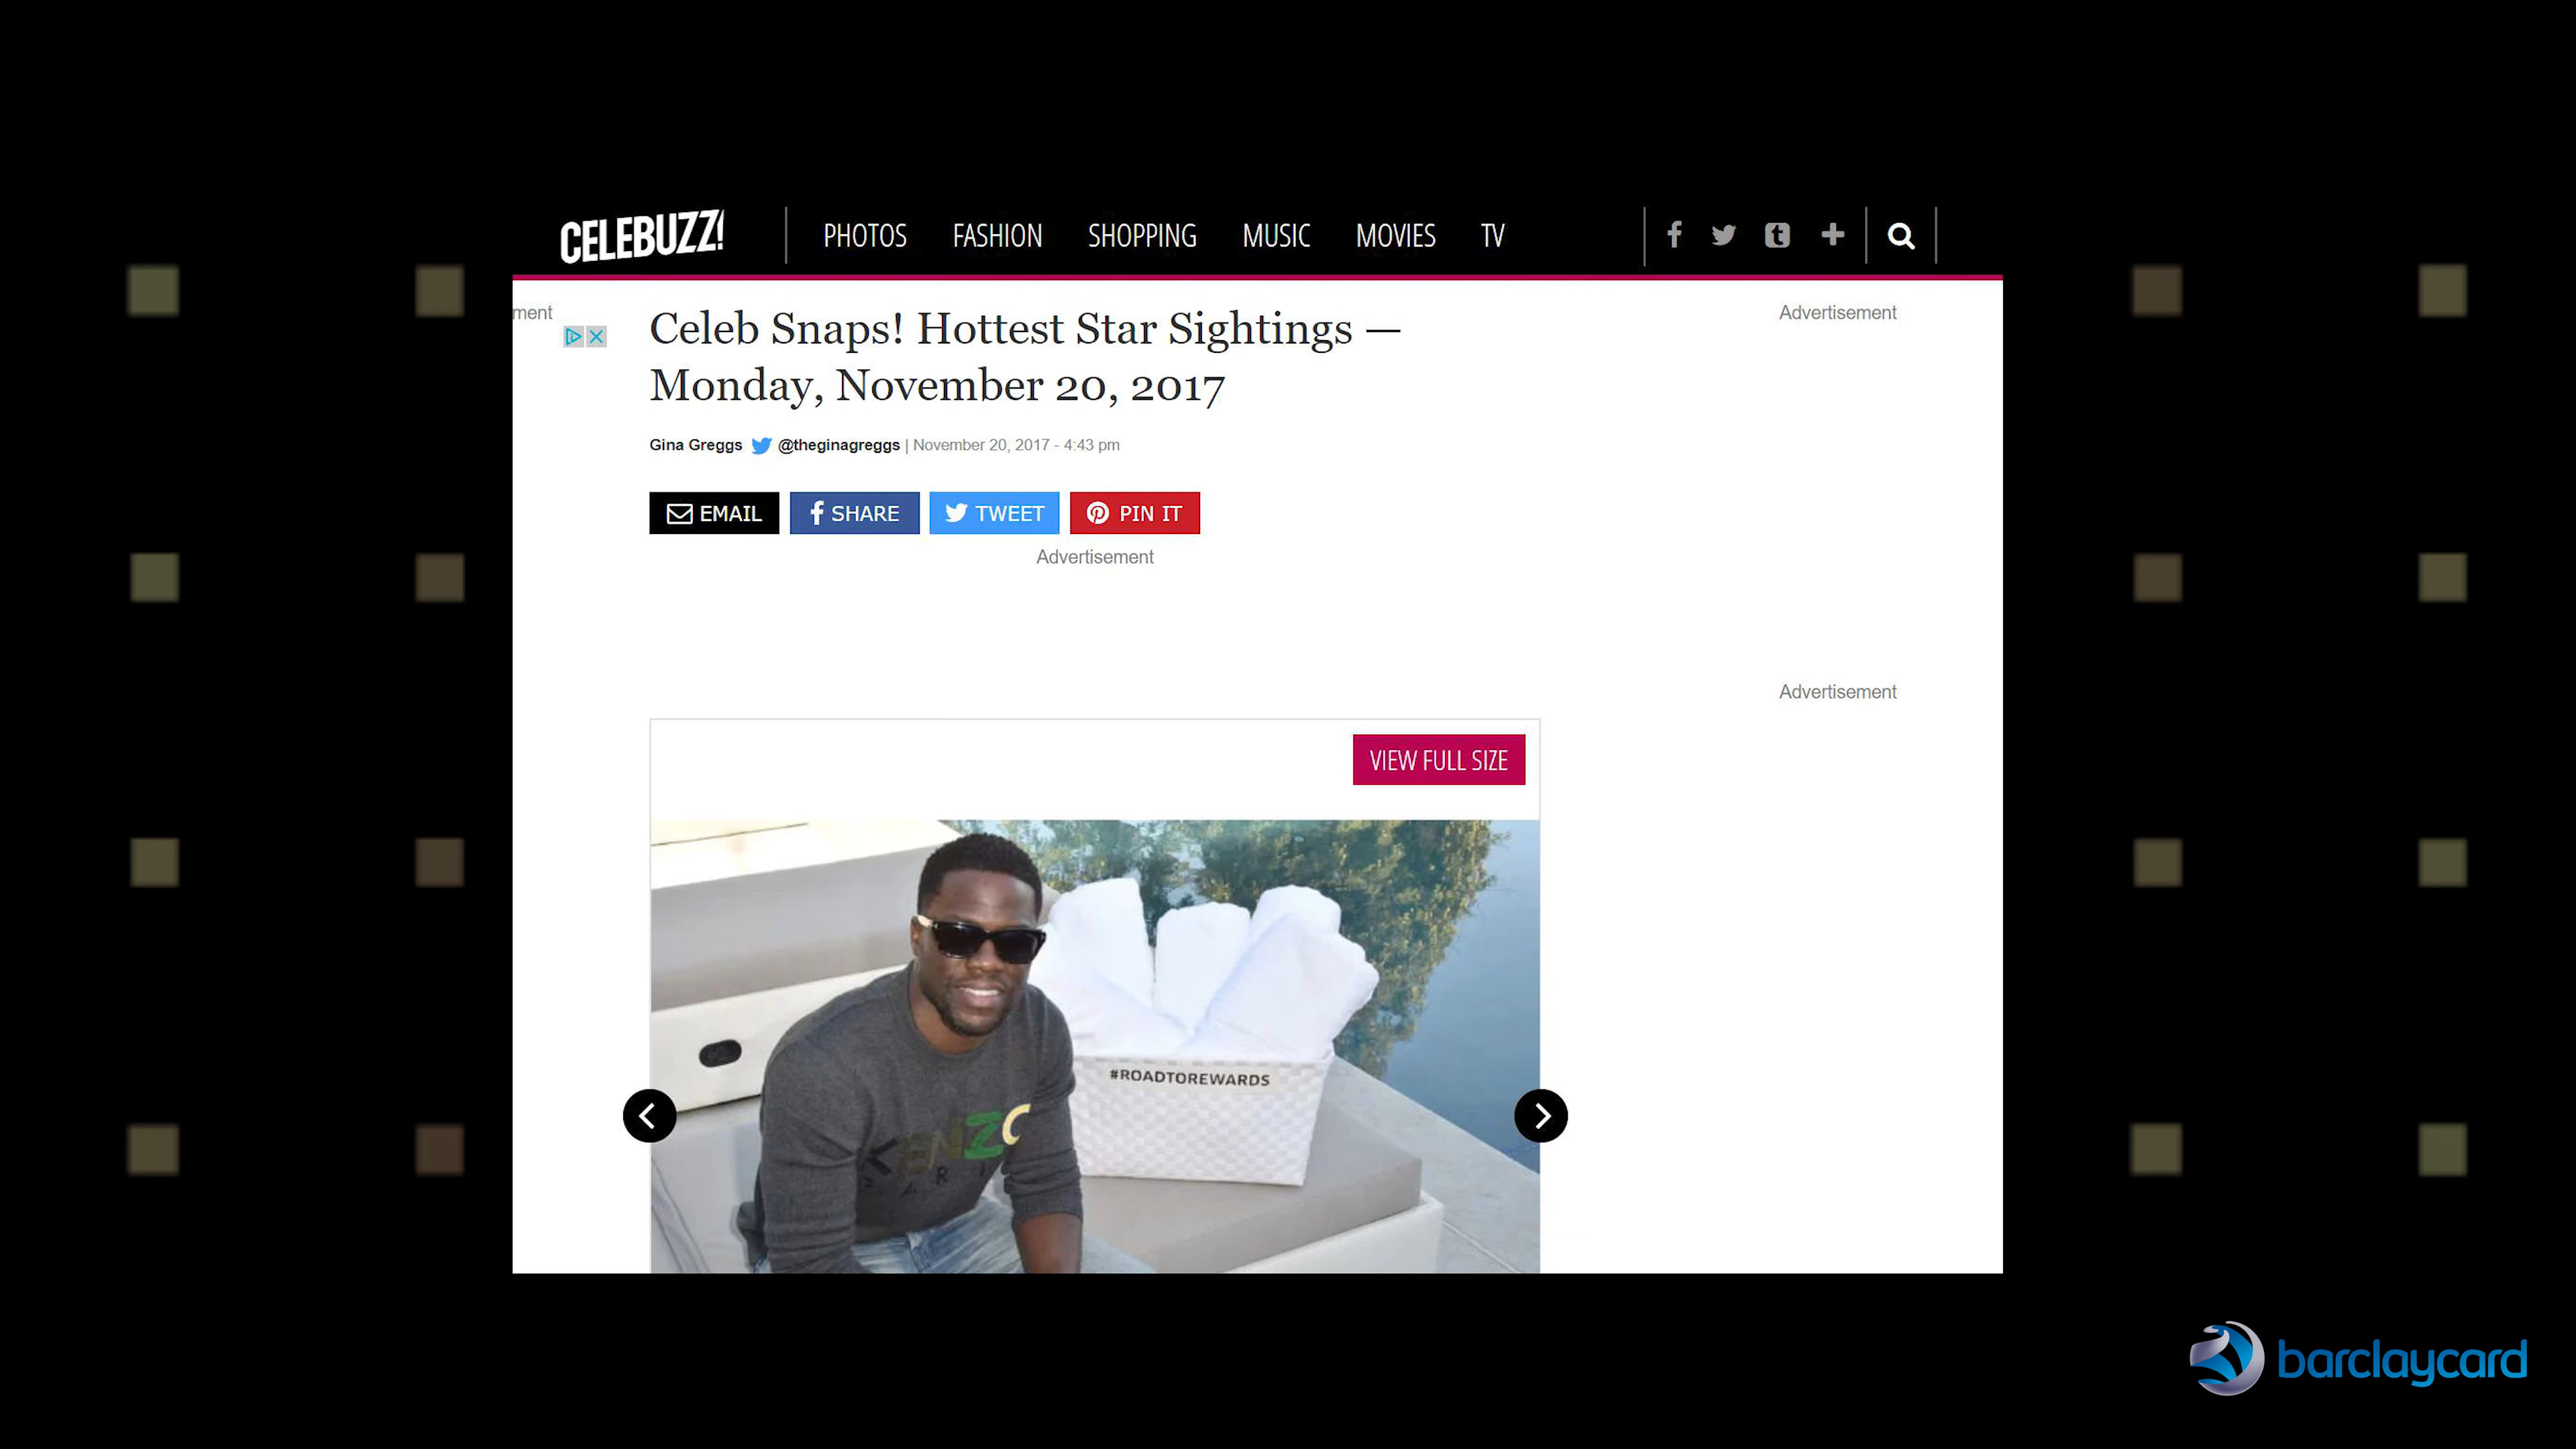 CELEBUZZ!
PHOTOS FASHION SHOPPING MUSIC MOVIES TV
ment
Advertisement
Celeb Snaps! Hottest Star Sightings —
Monday, November 20, 2017
Gina Greggs @theginagreggs | November 20, 2017 - 4:43 pm
EMAIL SHARE TWEET PIN IT
Advertisement
Advertisement
VIEW FULL SIZE
#ROADTOREWARDS
KENZO
PARI
barclaycard